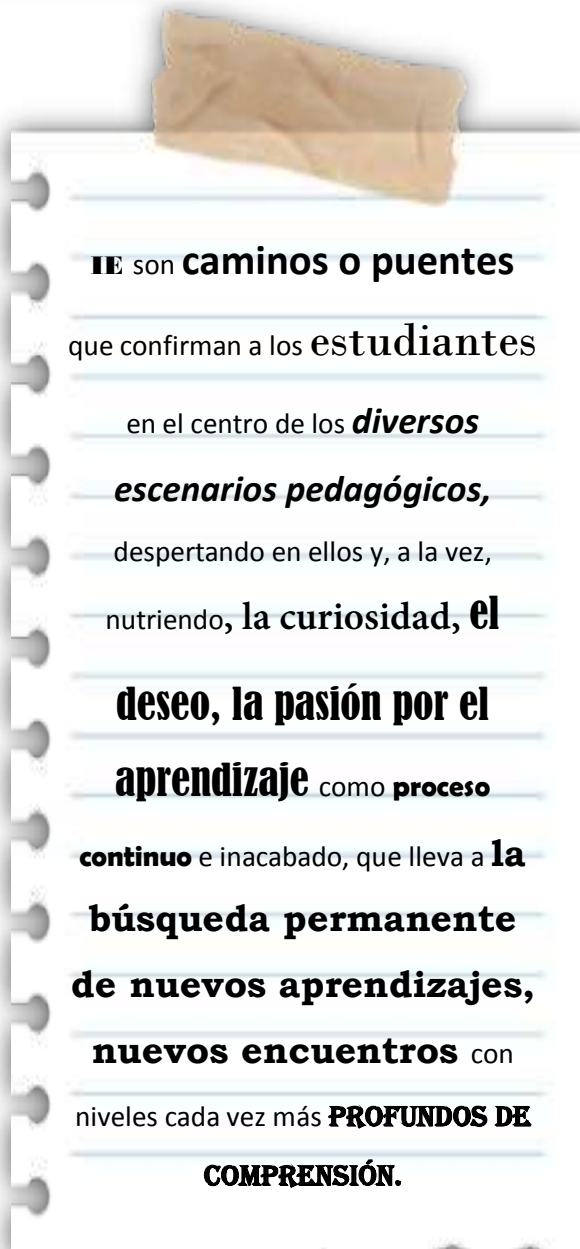 IE son caminos o puentes
que confirman a los estudiantes
en el centro de los diversos
escenarios pedagógicos,
despertando en ellos y, a la vez,
nutriendo, la curiosidad, el
deseo, la pasión por el
aprendizaje como proceso
continuo e inacabado, que lleva a la
búsqueda permanente
de nuevos aprendizajes,
nuevos encuentros con
niveles cada vez más PROFUNDOS DE
COMPRENSIÓN.